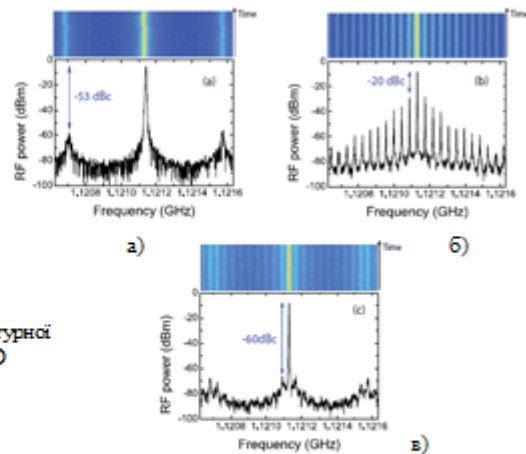 Time
(a)
-53 dBc
RF power (dBm)
0
-20
-40
-60
-80
-100
1,1208 1,1210 1,1212 1,1214 1,1216
Frequency (GHz)
а)
Time
(b)
-20 dBc
RF power (dBm)
0
-20
-40
-60
-80
-100
1,1208 1,1210 1,1212 1,1214 1,1216
Frequency (GHz)
б)
Time
(c)
-60dBc
RF power (dBm)
0
-20
-40
-60
-80
-100
1,1208 1,1210 1,1212 1,1214 1,1216
Frequency (GHz)
в)
турної